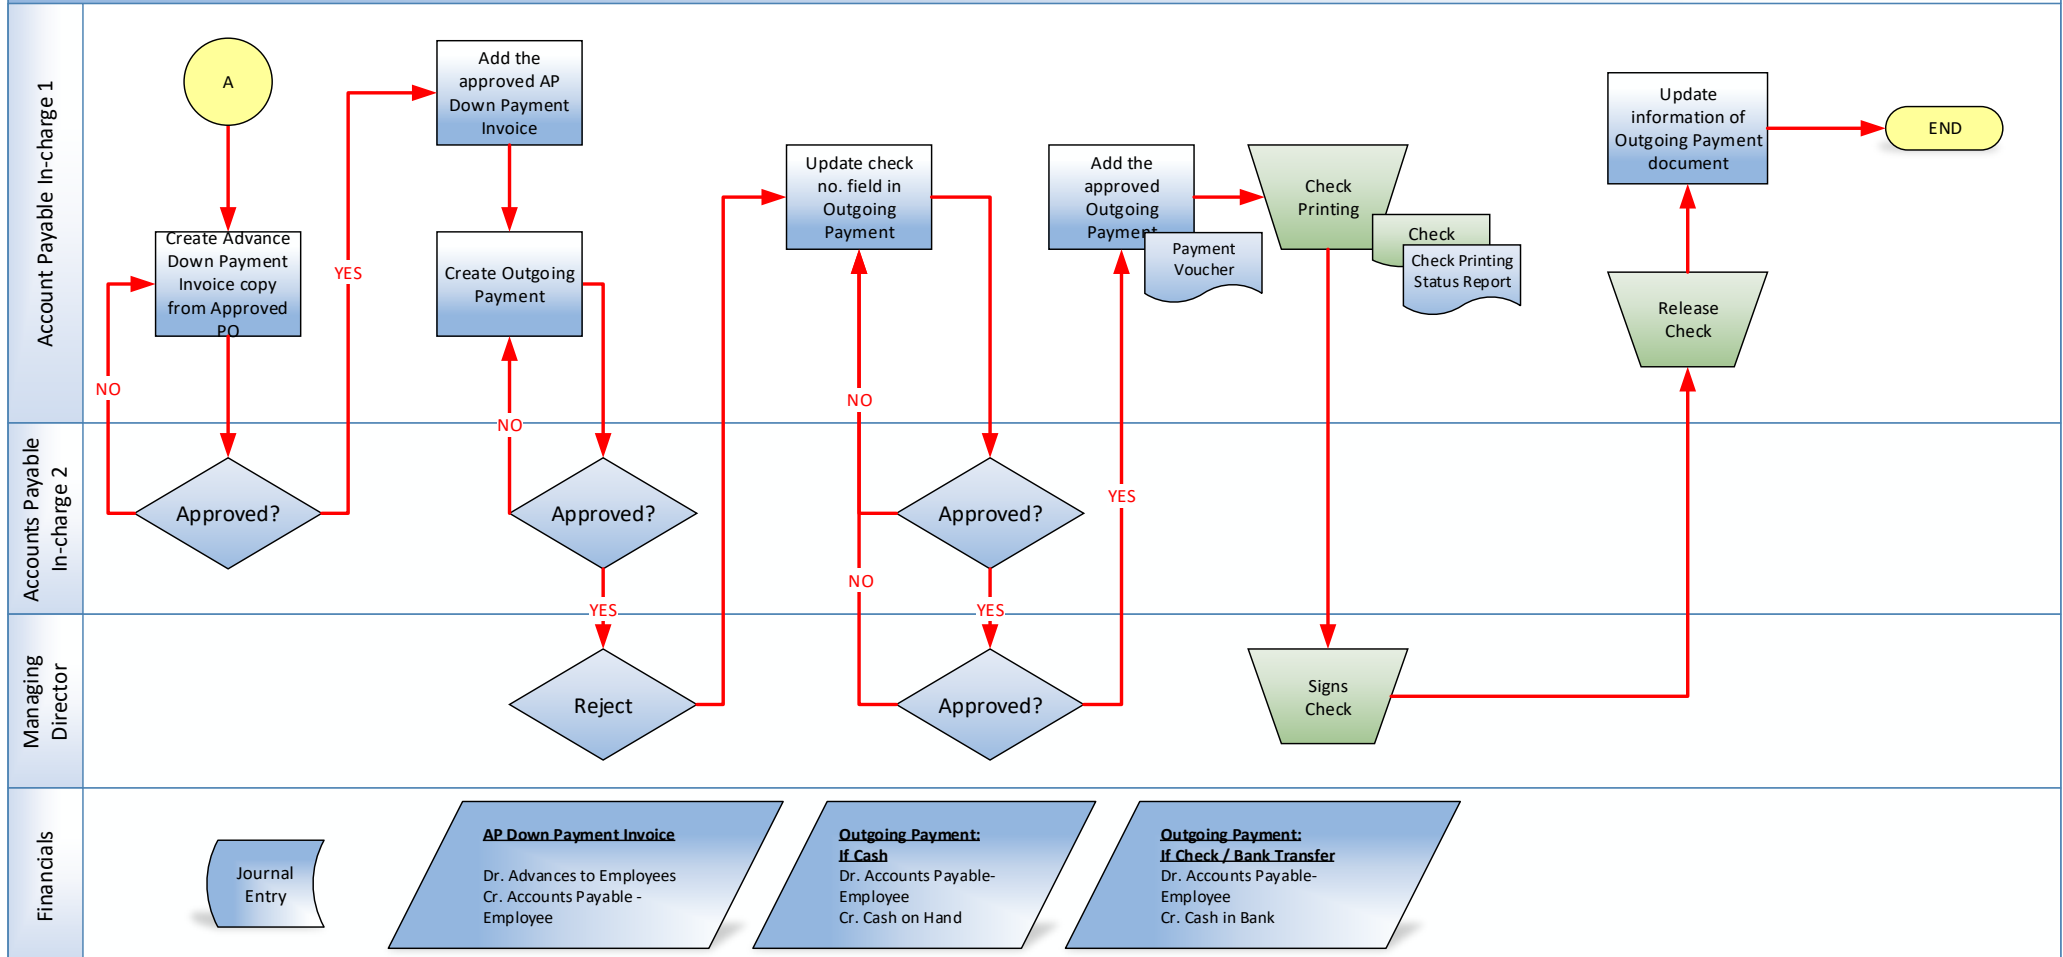 Account Payable In-charge 1
A
Create Advance
Down Payment
Invoice copy
from Approved
PO
NO
YES
Add the
approved AP
Down Payment
Invoice
Create Outgoing
Payment
NO
Update check
no. field in
Outgoing
Payment
NO
Add the
approved
Outgoing
Payment
Payment
Voucher
Check
Printing
Check
Check Printing
Status Report
Update
information of
Outgoing Payment
document
END
Release
Check
Accounts Payable
In-charge 2
Approved?
Approved?
YES
Approved?
NO
YES
YES
Managing
Director
Reject
Approved?
Signs
Check
Financials
Journal
Entry
AP Down Payment Invoice
Dr. Advances to Employees
Cr. Accounts Payable -
Employee
Outgoing Payment:
If Cash
Dr. Accounts Payable-
Employee
Cr. Cash on Hand
Outgoing Payment:
If Check / Bank Transfer
Dr. Accounts Payable-
Employee
Cr. Cash in Bank